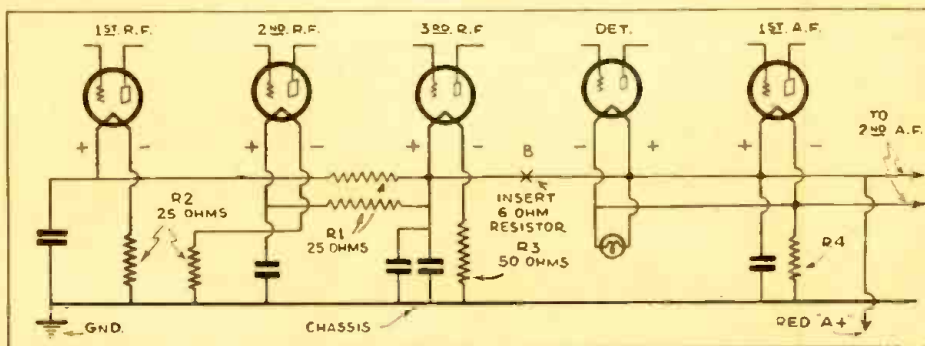 1ST. R.F.
2ND. R.F.
3RD. R.F
DET.
1ST. A.F.
+ -
+ -
+ -
- +
+ -
TO
2ND A.F.
B
R2
25 OHMS
R1
25 OHMS
INSERT
6 OHM
RESISTOR
R3
50 OHMS
R4
GND.
CHASSIS
RED "A+"